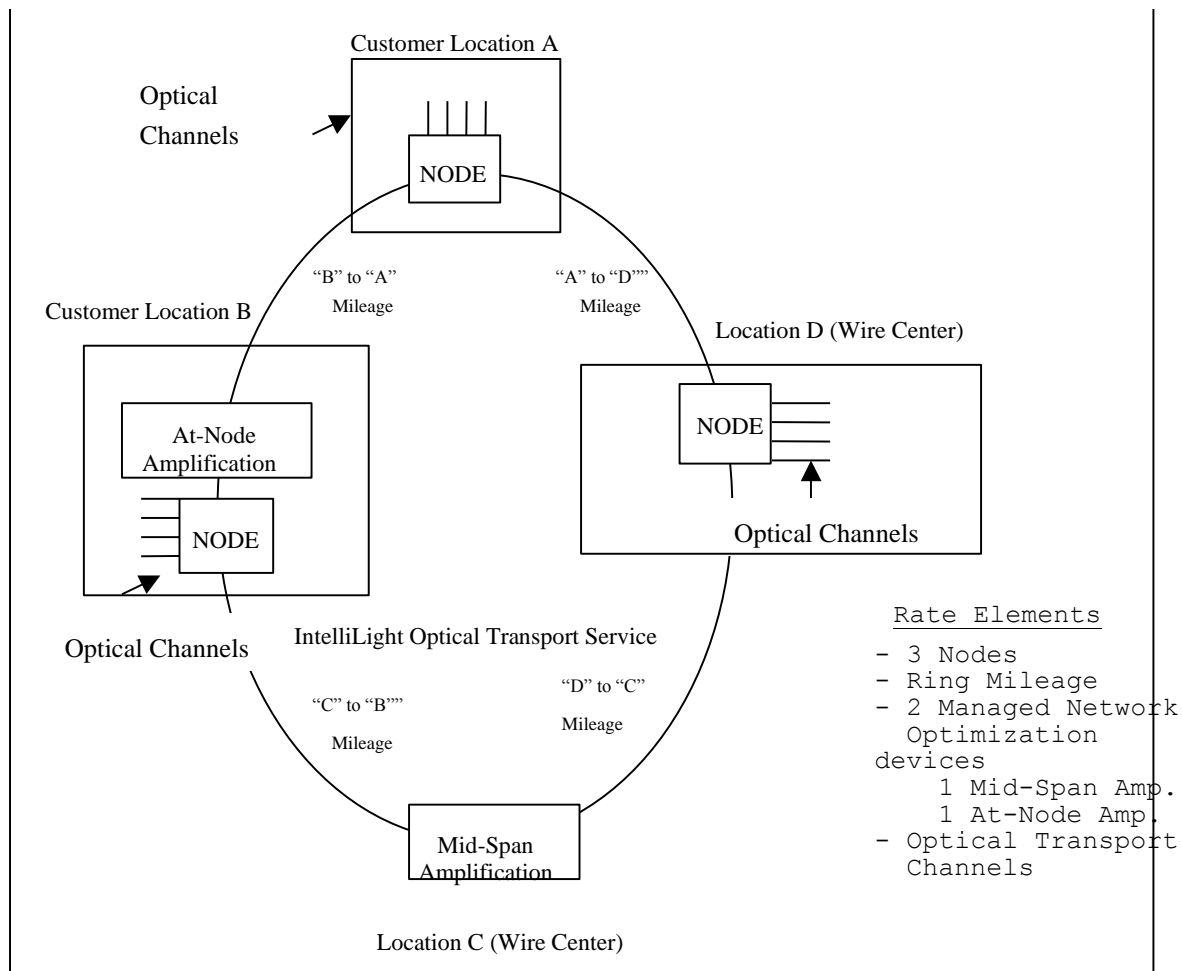 Customer Location A
Optical
Channels
NODE
“B” to “A”
Mileage
“A” to “D””
Mileage
Customer Location B
Location D (Wire Center)
At-Node
Amplification
NODE
NODE
Optical Channels
Optical Channels
IntelliLight Optical Transport Service
“C” to “B””
Mileage
“D” to “C”
Mileage
Mid-Span
Amplification
Location C (Wire Center)
Rate Elements
- 3 Nodes
- Ring Mileage
- 2 Managed Network
Optimization
devices
1 Mid-Span Amp.
1 At-Node Amp.
- Optical Transport
Channels